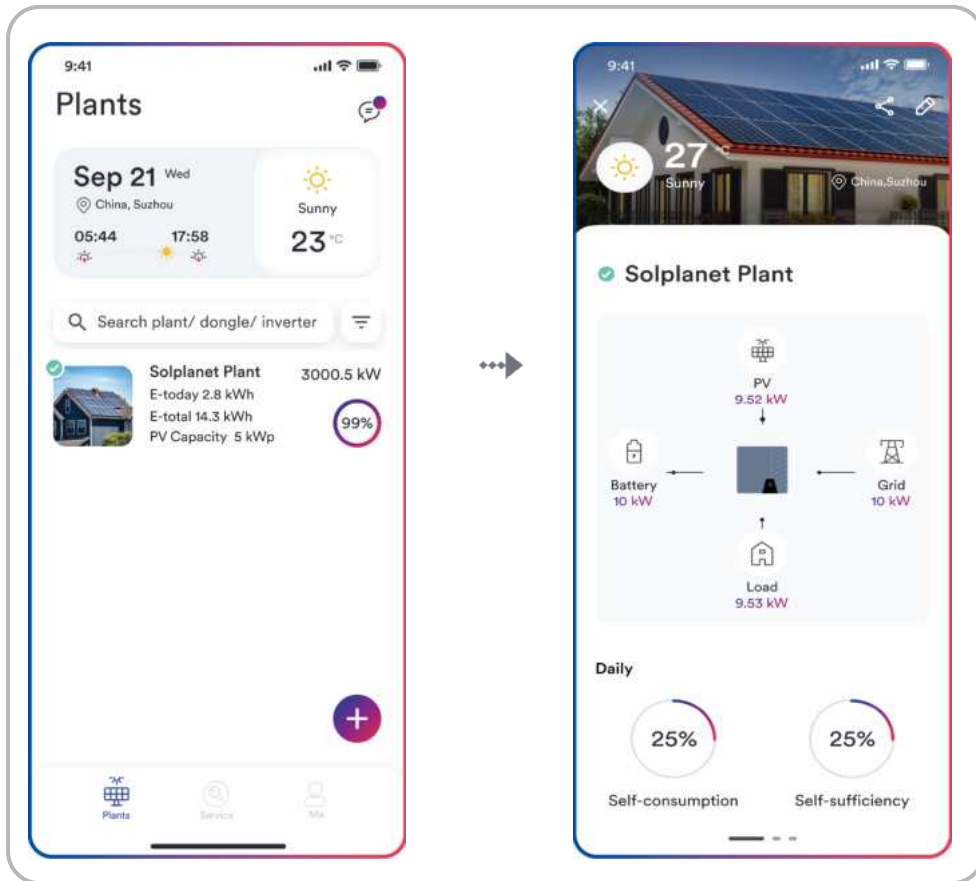 9:41
Plants
Sep 21 Wed
China, Suzhou
05:44 17:58
Sunny
23 °C
Search plant/ dongle/ inverter
Solplanet Plant
3000.5 kW
E-today 2.8 kWh
E-total 14.3 kWh
PV Capacity 5 kWp
99%
Plants
Service
Me
9:41
27 °C
Sunny
China,Suzhou
Solplanet Plant
PV
9.52 kW
Battery
10 kW
Grid
10 kW
Load
9.53 kW
Daily
25%
25%
Self-consumption
Self-sufficiency